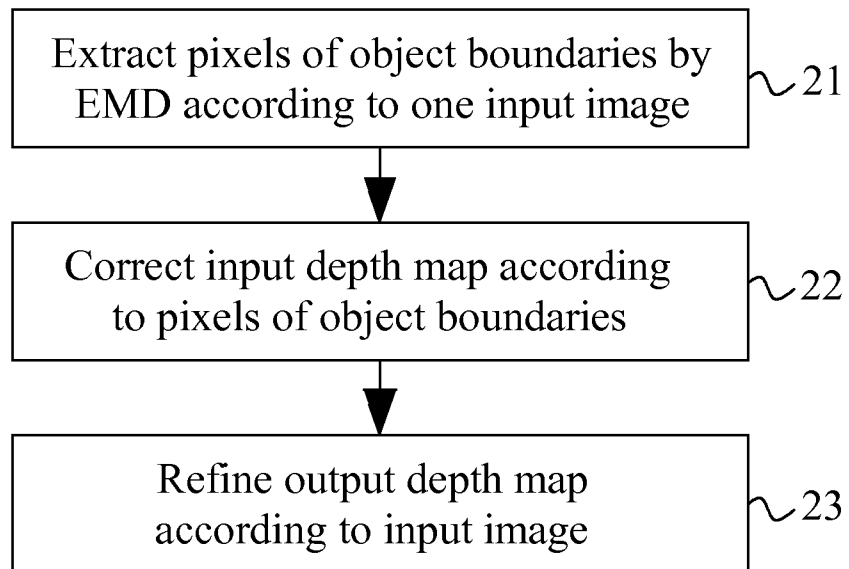 Extract pixels of object boundaries by
EMD according to one input image
21
Correct input depth map according
to pixels of object boundaries
22
Refine output depth map
according to input image
23